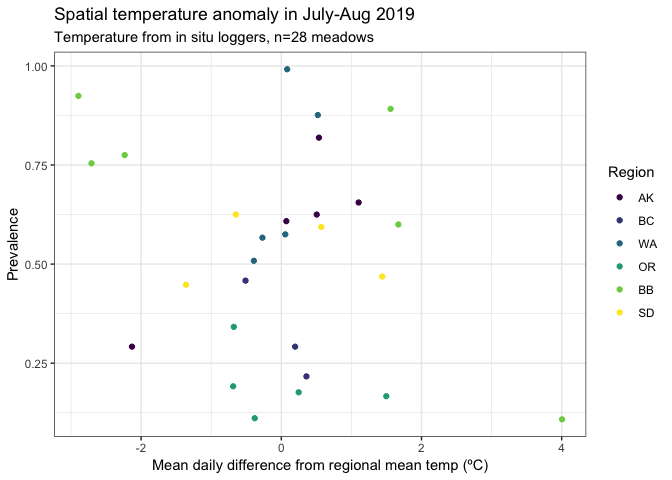 Spatial temperature anomaly in July-Aug 2019
Temperature from in situ loggers, n=28 meadows
1.00
0.75
0.50
0.25
Prevalence
-2
0
2
4
Mean daily difference from regional mean temp (ºC)
Region
AK
BC
WA
OR
BB
SD